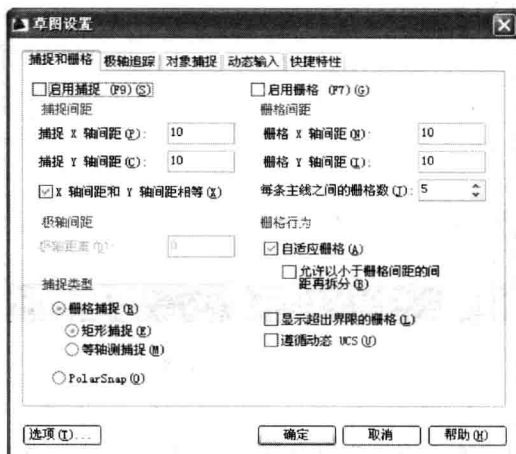 草图设置
捕捉和栅格 极轴追踪 对象捕捉 动态输入 快捷特性
启用捕捉 (F9)(S)
捕捉间距
捕捉 X 轴间距(P): 10
捕捉 Y 轴间距(C): 10
X 轴间距和 Y 轴间距相等(X)
极轴间距
极轴距离(D): 0
捕捉类型
栅格捕捉(R)
矩形捕捉(E)
等轴测捕捉(M)
PolarSnap(O)
启用栅格 (F7)(G)
栅格间距
栅格 X 轴间距(N): 10
栅格 Y 轴间距(I): 10
每条主线之间的栅格数(J): 5
栅格行为
自适应栅格(A)
允许以小于栅格间距的间
距再拆分(B)
显示超出界限的栅格(L)
遵循动态 UCS(U)
选项(T)...
确定 取消 帮助(H)